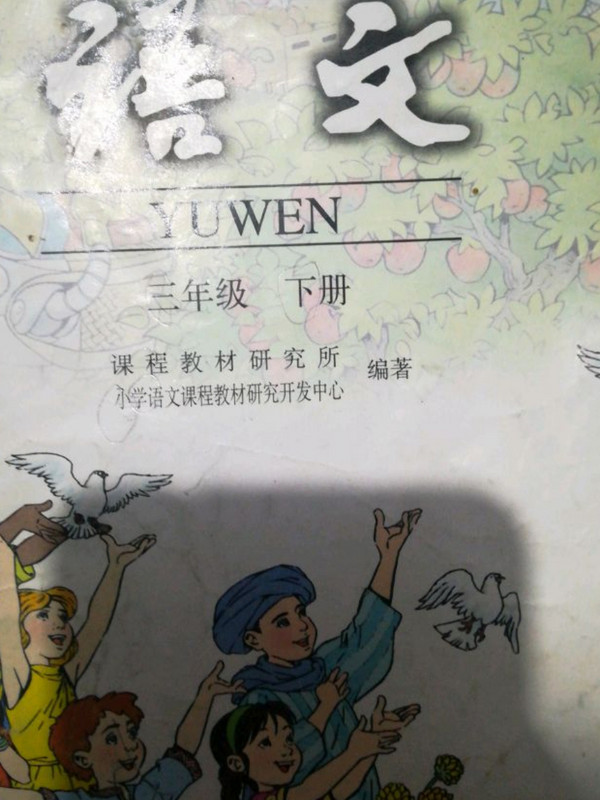 语文
YUWEN
三年级 下册
课程教材研究所 编著
小学语文课程教材研究开发中心